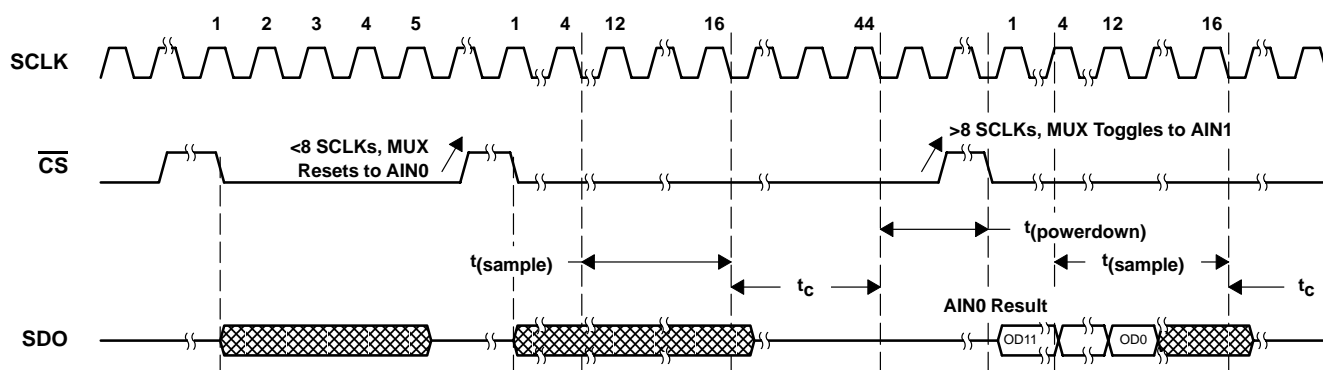 1 2 3 4 5 1 4 12 16 44 1 4 12 16
SCLK
CS
<8 SCLKs, MUX
Resets to AIN0
>8 SCLKs, MUX Toggles to AIN1
t(powerdown)
t(sample)
t(sample)
tc
tc
AIN0 Result
SDO
OD11
OD0